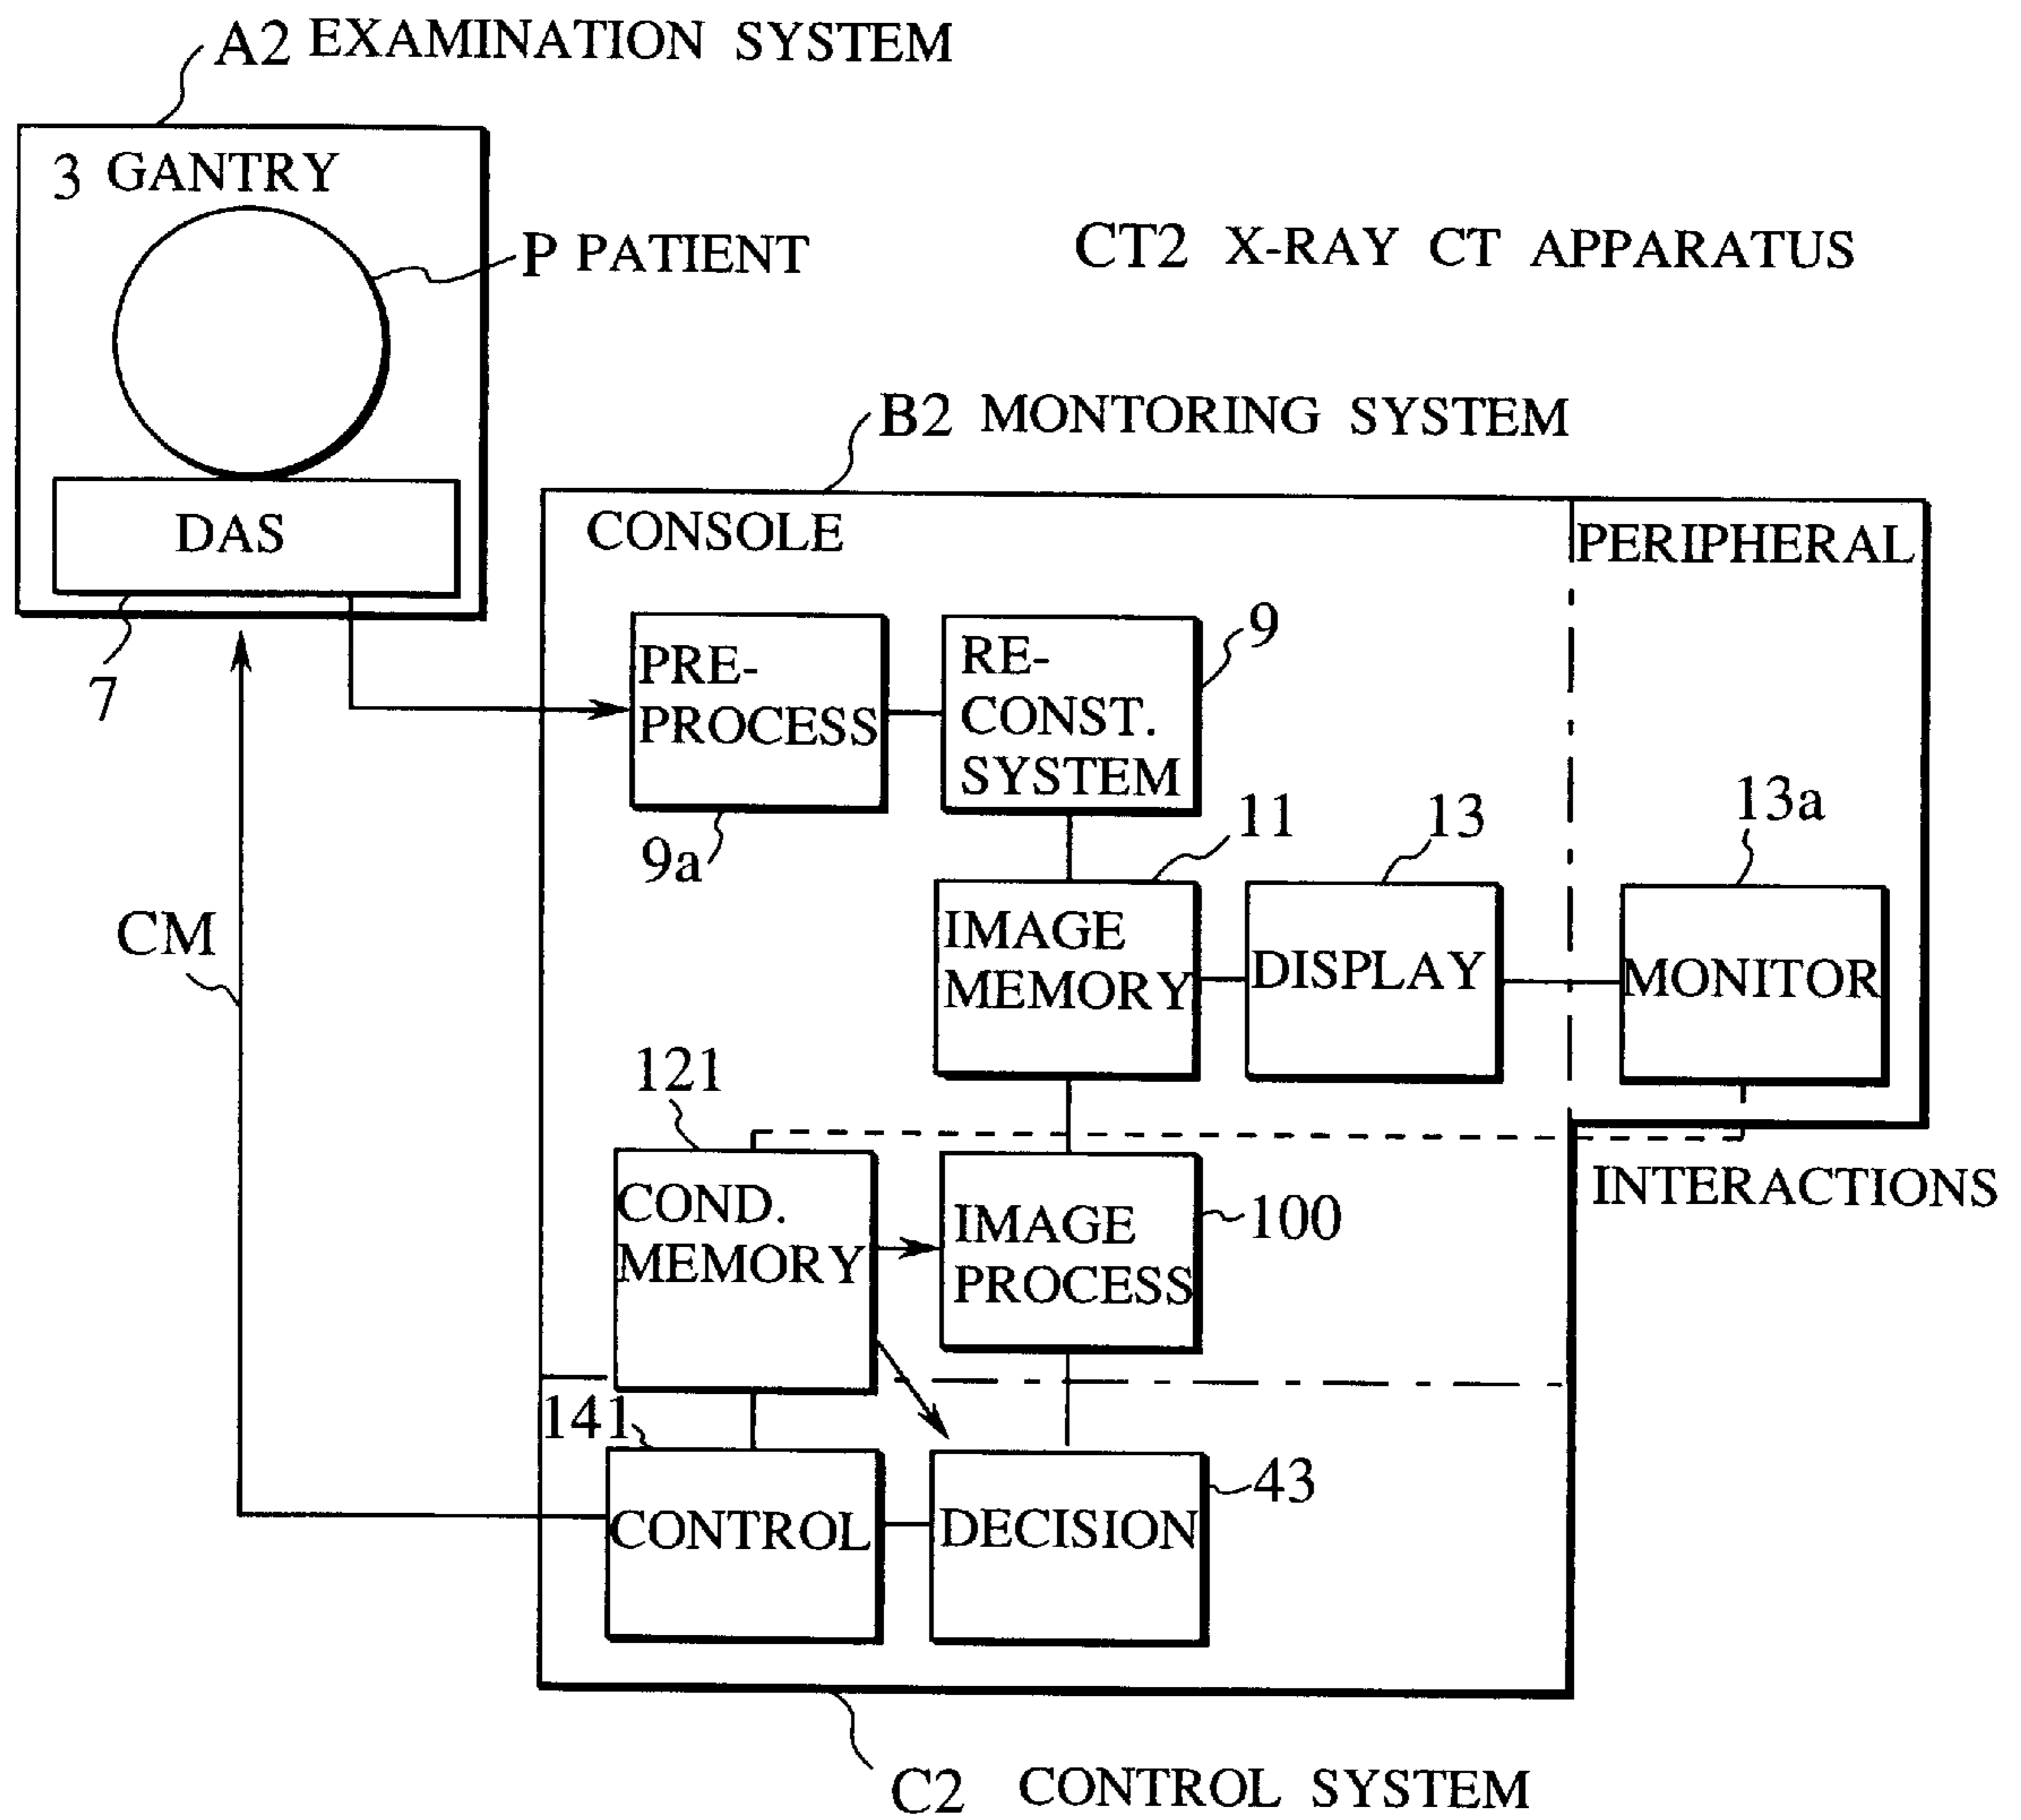 A2 EXAMINATION SYSTEM
3 GANTRY
P PATIENT
CT2 X-RAY CT APPARATUS
B2 MONTORING SYSTEM
DAS
7
CONSOLE
PERIPHERAL
PRE-
PROCESS
9a
RE-
CONST.
SYSTEM
9
11
13
13a
CM
IMAGE
MEMORY
DISPLAY
MONITOR
121
INTERACTIONS
COND.
MEMORY
IMAGE
PROCESS
100
141
CONTROL
DECISION
43
C2 CONTROL SYSTEM